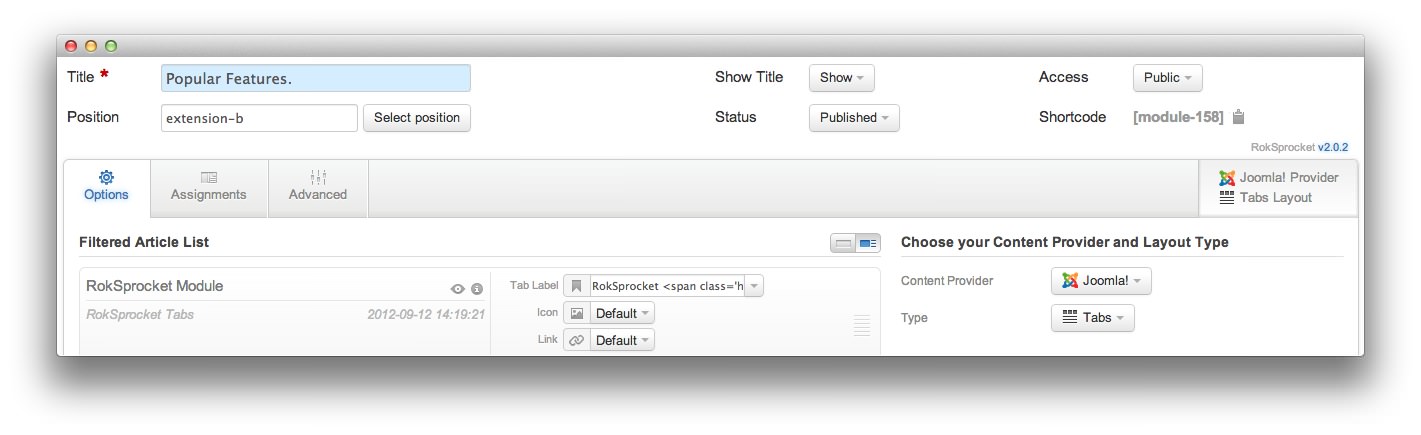 Title * Popular Features. Show Title Show Access Public
Position extension-b Select position Status Published Shortcode [module-158]
RokSprocket v2.0.2
Options Assignments Advanced
Joomla! Provider
Tabs Layout
Filtered Article List
RokSprocket Module
RokSprocket Tabs 2012-09-12 14:19:21
Tab Label RokSprocket <span class='h
Icon Default
Link Default
Choose your Content Provider and Layout Type
Content Provider Joomla!
Type Tabs